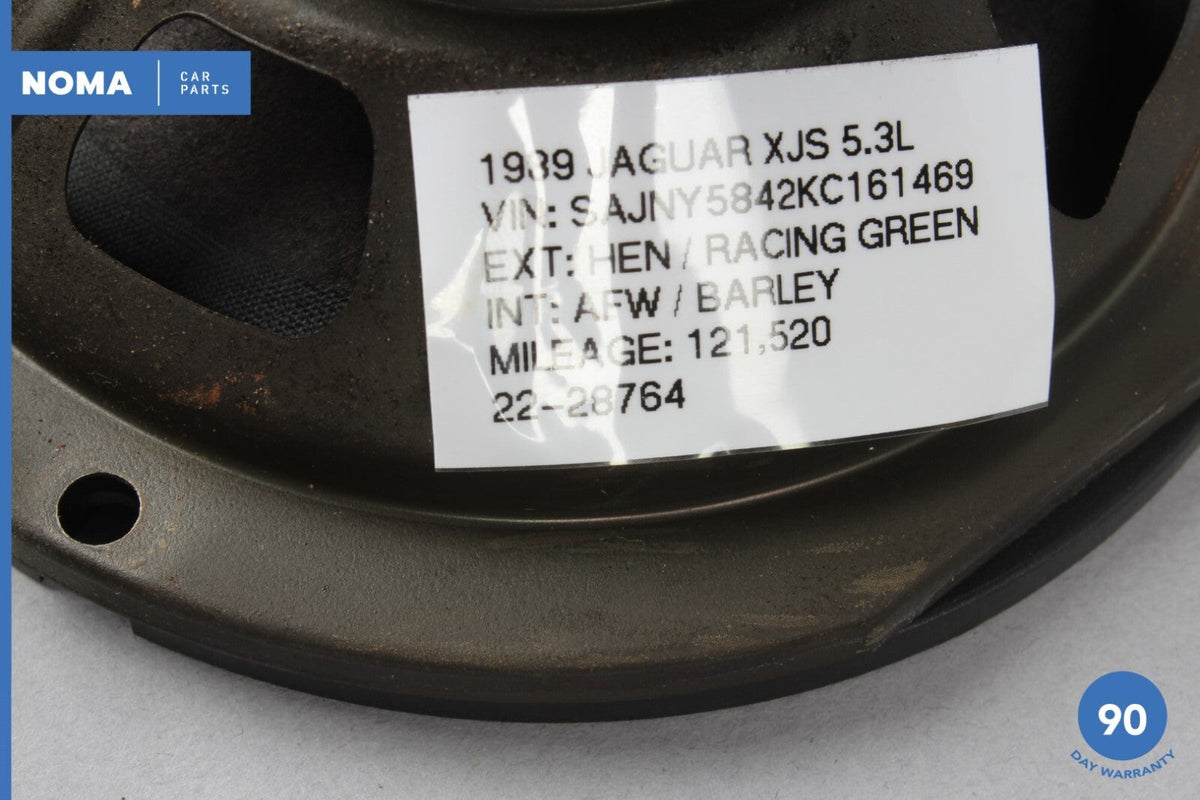 NOMA
CAR
PARTS
1989 JAGUAR XJS 5.3L
VIN: SAJNY5842KC161469
EXT: HEN / RACING GREEN
INT: AFW / BARLEY
MILEAGE: 121,520
22-28764
90
DAY WARRANTY